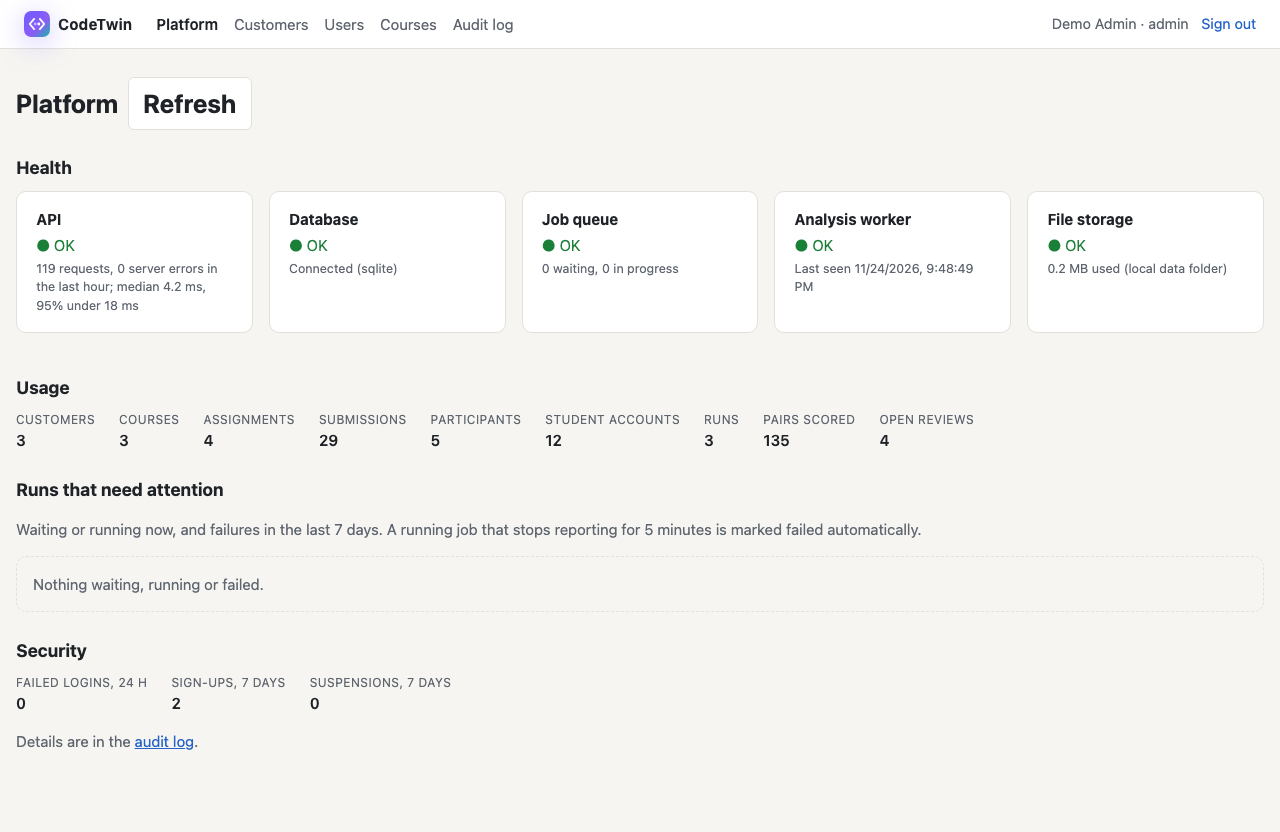 CodeTwin Platform Customers Users Courses Audit log Demo Admin · admin Sign out
Platform Refresh
Health
API
OK
119 requests, 0 server errors in
the last hour; median 4.2 ms,
95% under 18 ms
Database
OK
Connected (sqlite)
Job queue
OK
0 waiting, 0 in progress
Analysis worker
OK
Last seen 11/24/2026, 9:48:49
PM
File storage
OK
0.2 MB used (local data folder)
Usage
CUSTOMERS COURSES ASSIGNMENTS SUBMISSIONS PARTICIPANTS STUDENT ACCOUNTS RUNS PAIRS SCORED OPEN REVIEWS
3 3 4 29 5 12 3 135 4
Runs that need attention
Waiting or running now, and failures in the last 7 days. A running job that stops reporting for 5 minutes is marked failed automatically.
Nothing waiting, running or failed.
Security
FAILED LOGINS, 24 H SIGN-UPS, 7 DAYS SUSPENSIONS, 7 DAYS
0 2 0
Details are in the audit log.